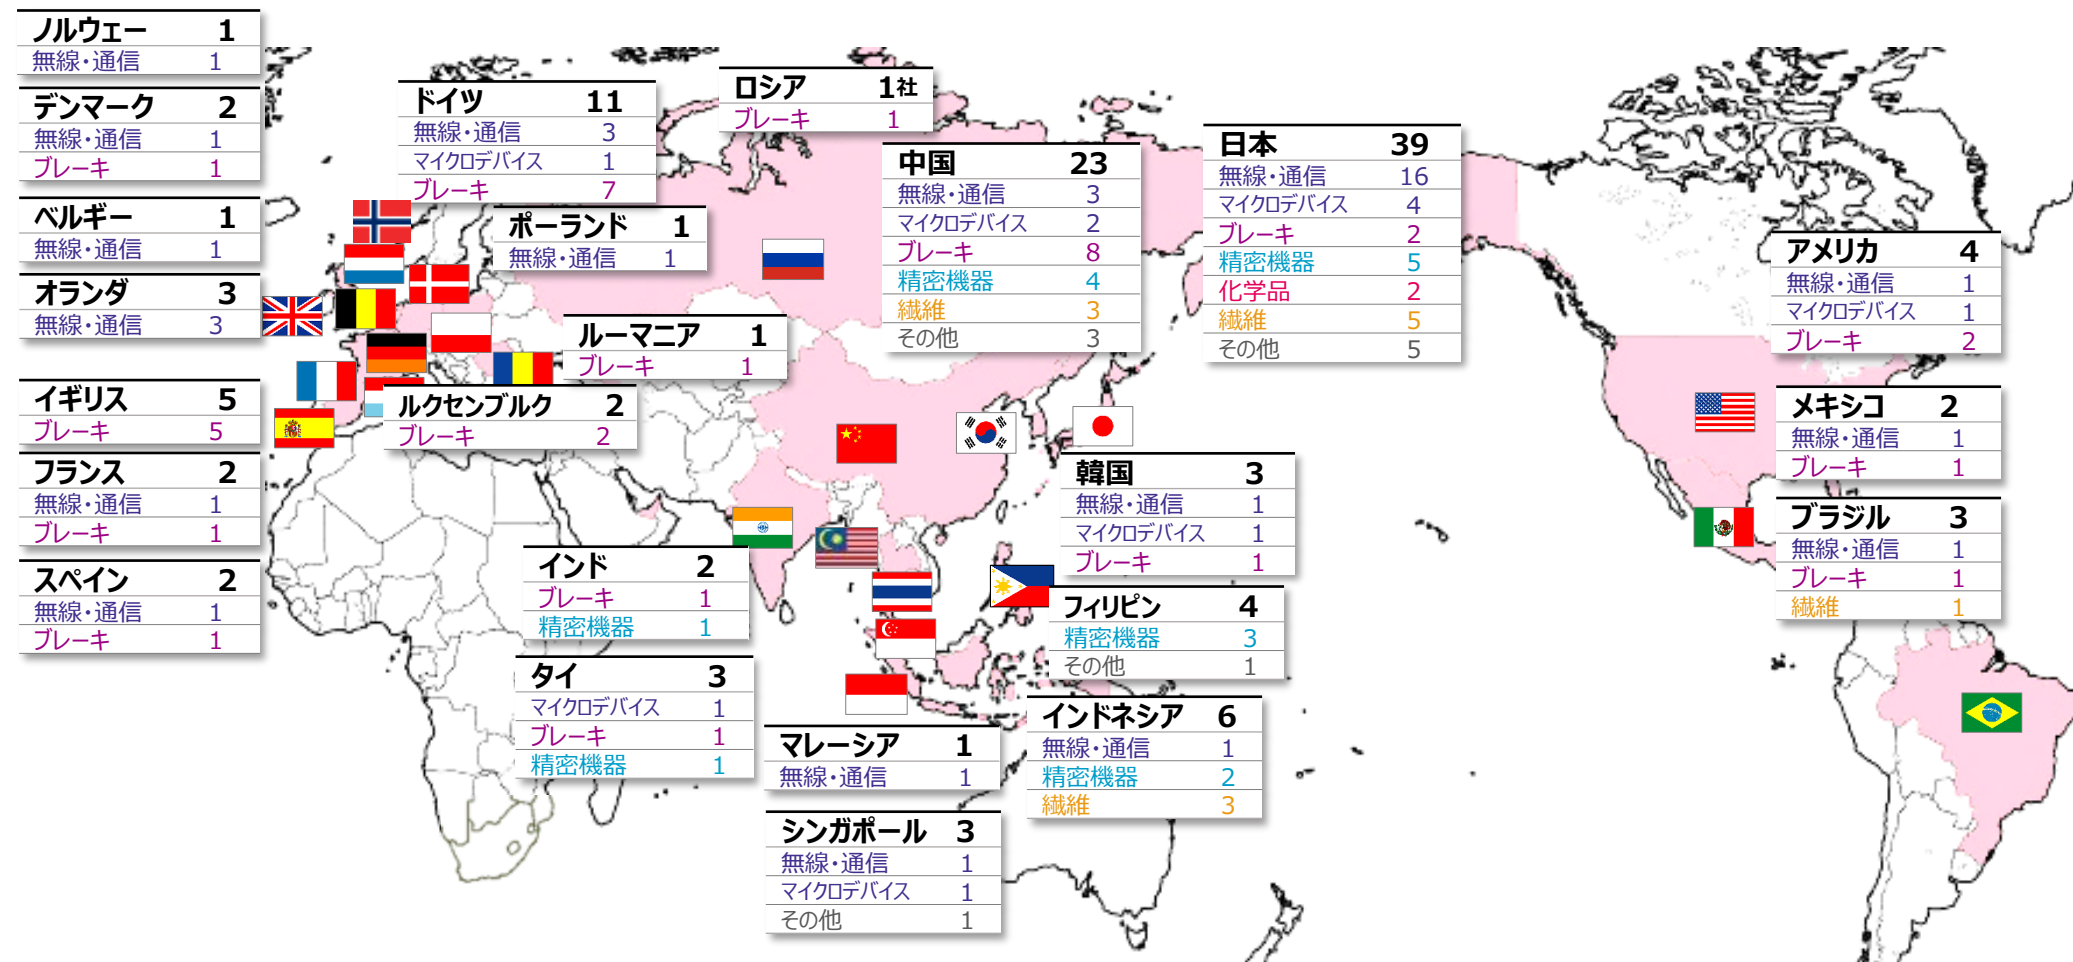 ノルウェー 1
無線・通信 1
デンマーク 2
無線・通信 1
ブレーキ 1
ベルギー 1
無線・通信 1
オランダ 3
無線・通信 3
イギリス 5
ブレーキ 5
フランス 2
無線・通信 1
ブレーキ 1
スペイン 2
無線・通信 1
ブレーキ 1
ドイツ 11
無線・通信 3
マイクロデバイス 1
ブレーキ 7
ポーランド 1
無線・通信 1
ルーマニア 1
ブレーキ 1
ルクセンブルク 2
ブレーキ 2
ロシア 1社
ブレーキ 1
中国 23
無線・通信 3
マイクロデバイス 2
ブレーキ 8
精密機器 4
繊維 3
その他 3
日本 39
無線・通信 16
マイクロデバイス 4
ブレーキ 2
精密機器 5
化学品 2
繊維 5
その他 5
韓国 3
無線・通信 1
マイクロデバイス 1
ブレーキ 1
インド 2
ブレーキ 1
精密機器 1
タイ 3
マイクロデバイス 1
ブレーキ 1
精密機器 1
マレーシア 1
無線・通信 1
シンガポール 3
無線・通信 1
マイクロデバイス 1
その他 1
フィリピン 4
精密機器 3
その他 1
インドネシア 6
無線・通信 1
精密機器 2
繊維 3
アメリカ 4
無線・通信 1
マイクロデバイス 1
ブレーキ 2
メキシコ 2
無線・通信 1
ブレーキ 1
ブラジル 3
無線・通信 1
ブレーキ 1
繊維 1